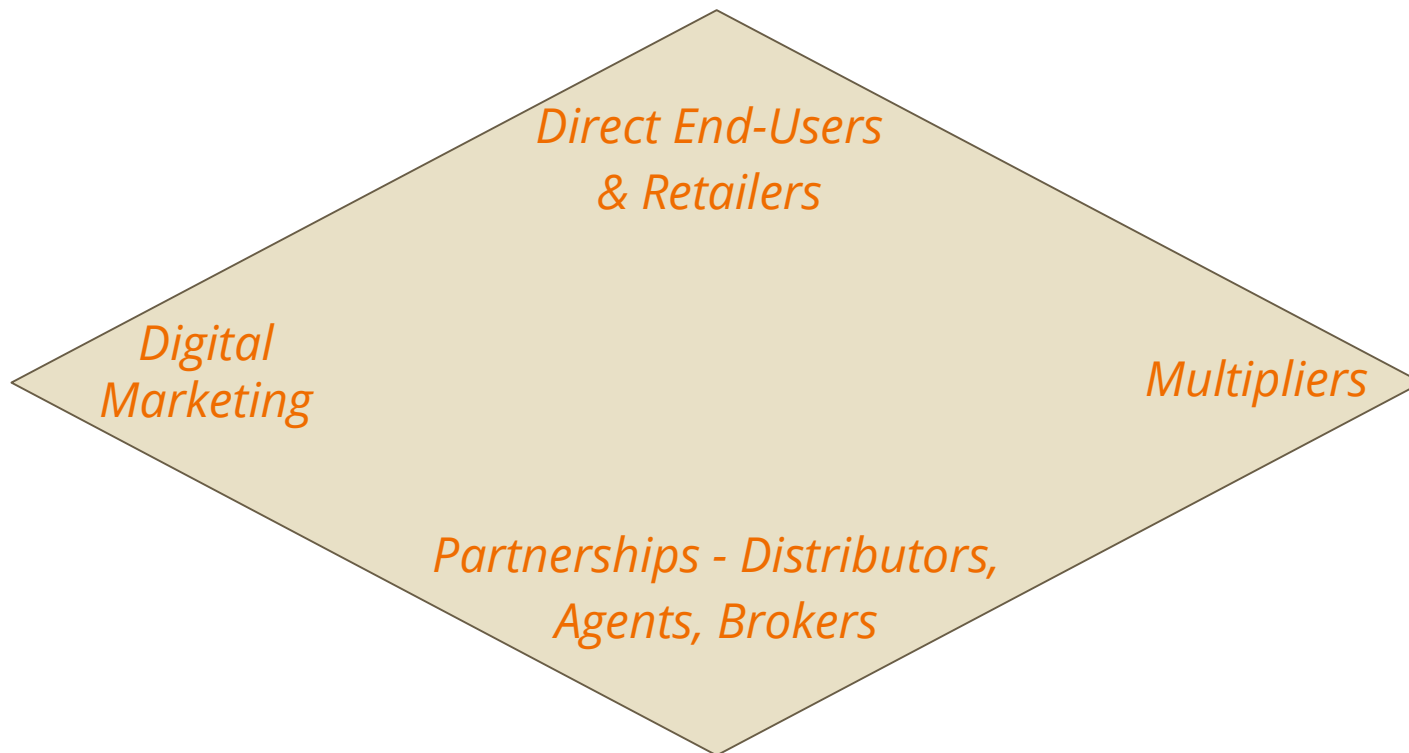 Direct End-Users
& Retailers
Digital
Marketing
Multipliers
Partnerships - Distributors,
Agents, Brokers